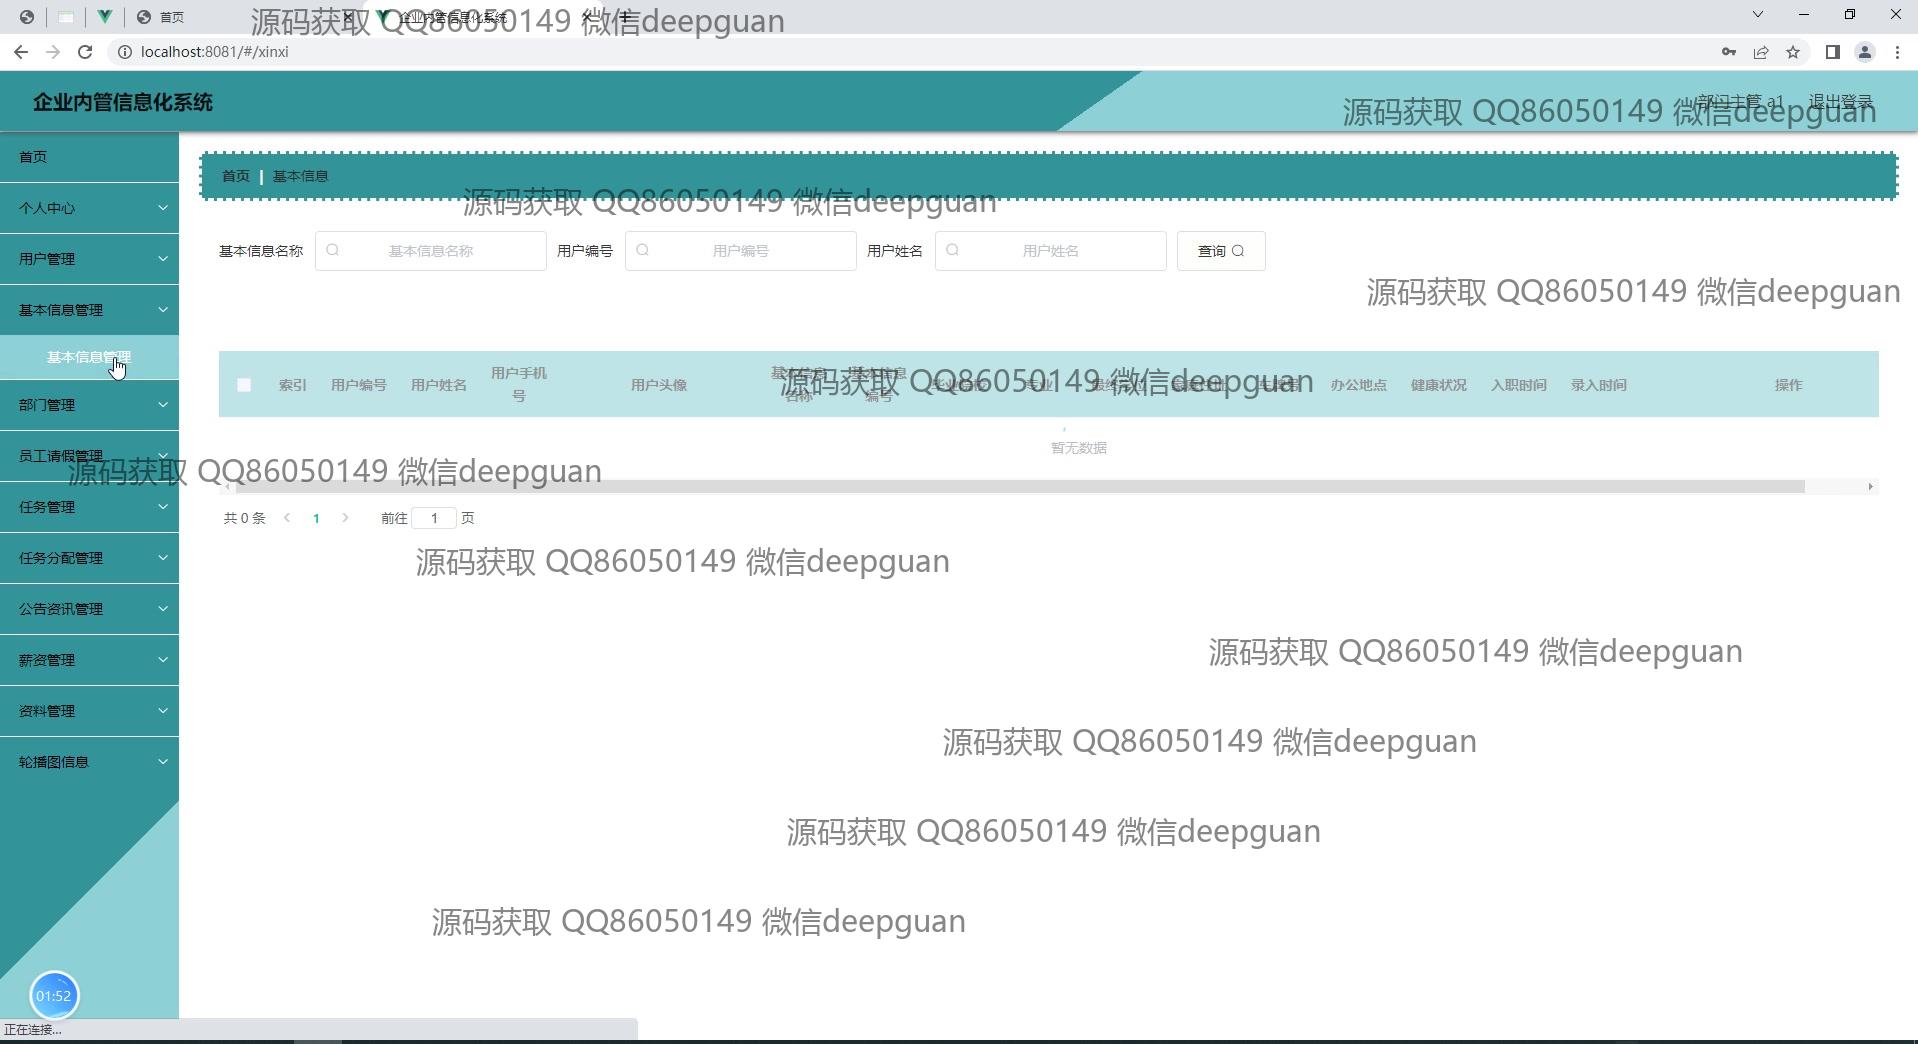 首页
企业内管信息化系统
源码获取 QQ86050149 微信deepguan
localhost:8081/#/xinxi
企业内管信息化系统
部门主管 a1
退出登录
源码获取 QQ86050149 微信deepguan
首页
个人中心
用户管理
基本信息管理
基本信息管理
部门管理
员工请假管理
任务管理
任务分配管理
公告资讯管理
薪资管理
资料管理
轮播图信息
首页 | 基本信息
源码获取 QQ86050149 微信deepguan
基本信息名称 基本信息名称 用户编号 用户编号 用户姓名 用户姓名 查询
源码获取 QQ86050149 微信deepguan
索引 用户编号 用户姓名 用户手机号 用户头像 基本信息名称 基本信息编号 毕业院校 专业 办公地点 健康状况 入职时间 录入时间 操作
源码获取 QQ86050149 微信deepguan
暂无数据
源码获取 QQ86050149 微信deepguan
共 0 条 1 前往 1 页
源码获取 QQ86050149 微信deepguan
源码获取 QQ86050149 微信deepguan
源码获取 QQ86050149 微信deepguan
源码获取 QQ86050149 微信deepguan
源码获取 QQ86050149 微信deepguan
01:52
正在连接...